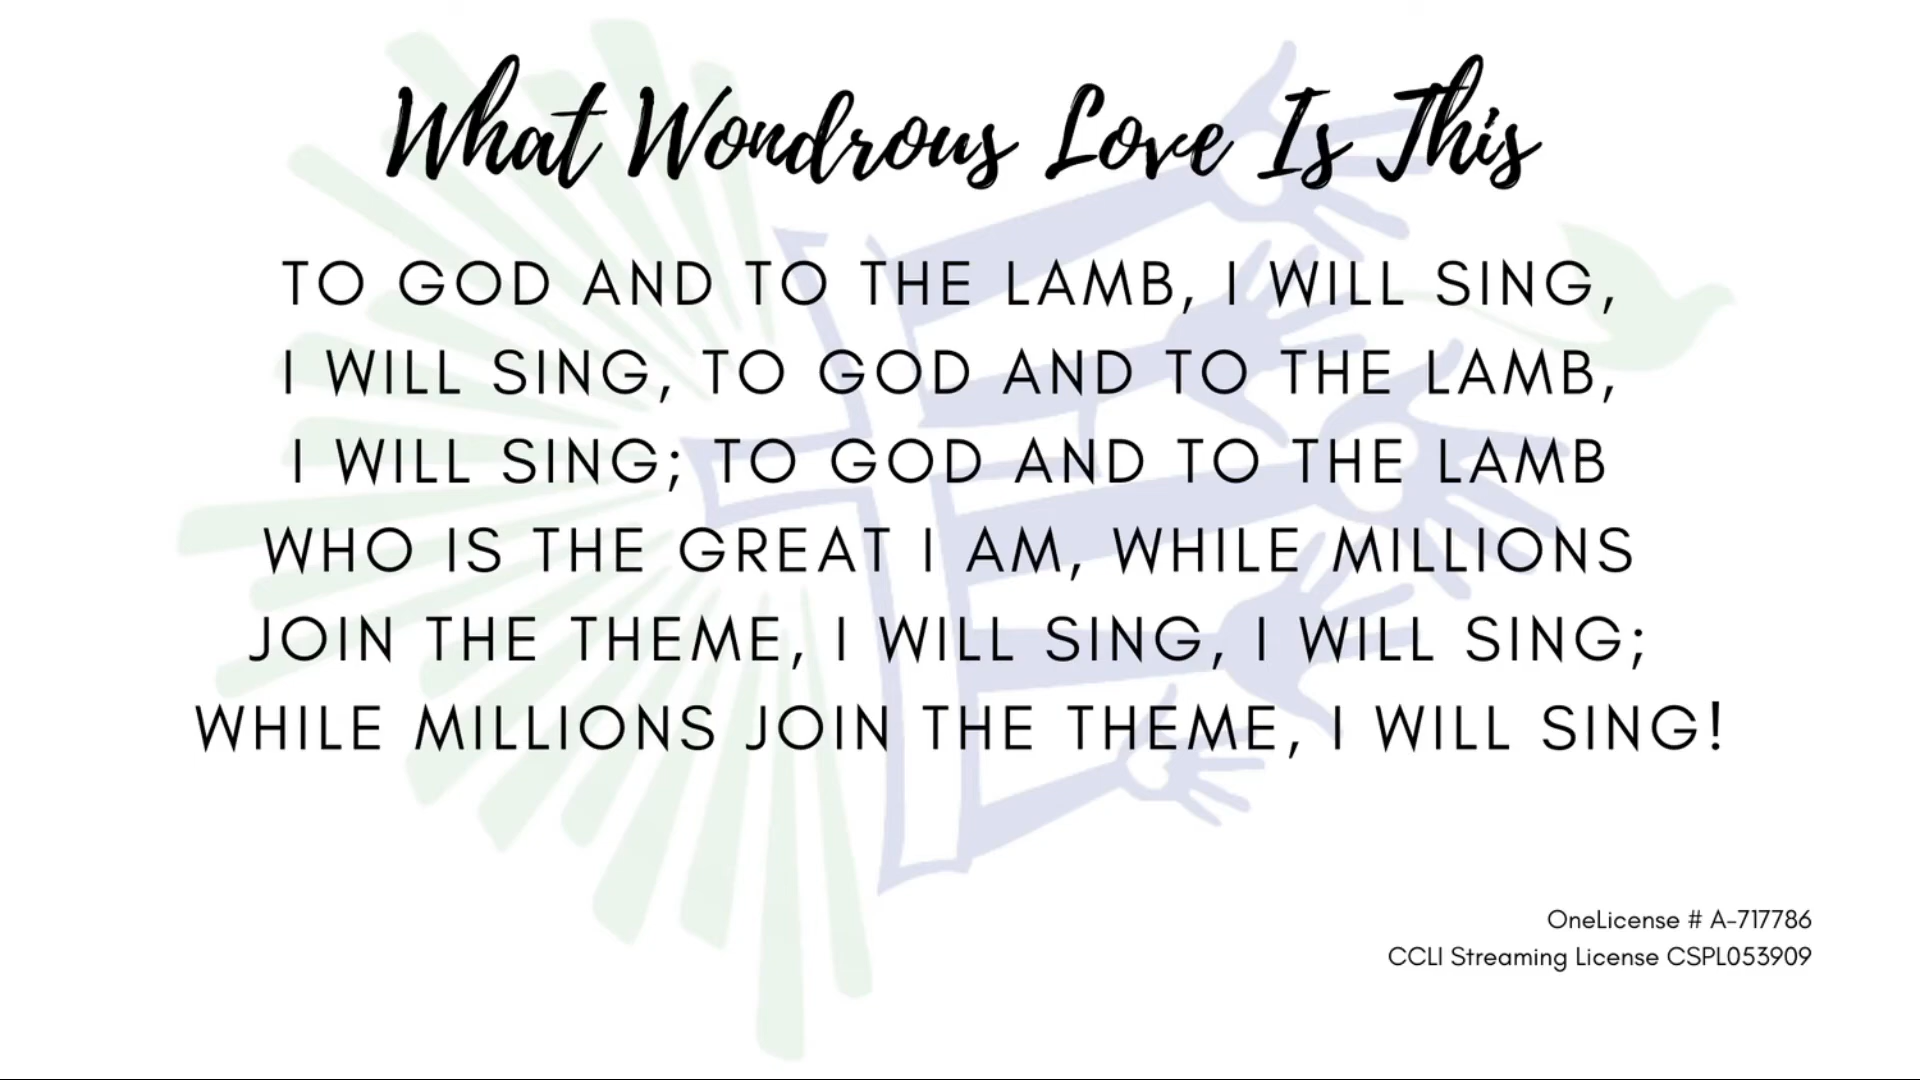 What Wondrous Love Is This
TO GOD AND TO THE LAMB, I WILL SING,
I WILL SING, TO GOD AND TO THE LAMB,
I WILL SING; TO GOD AND TO THE LAMB
WHO IS THE GREAT I AM, WHILE MILLIONS
JOIN THE THEME, I WILL SING, I WILL SING;
WHILE MILLIONS JOIN THE THEME, I WILL SING!
OneLicense # A-717786
CCLI Streaming License CSPL053909